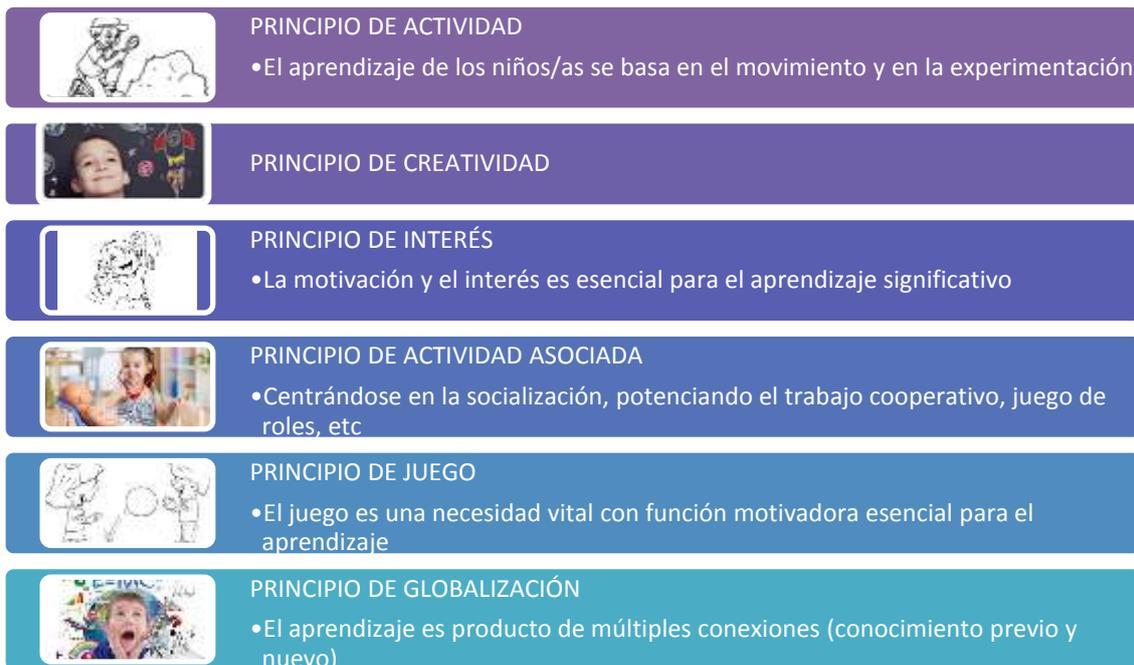 PRINCIPIO DE ACTIVIDAD
•El aprendizaje de los niños/as se basa en el movimiento y en la experimentación
PRINCIPIO DE CREATIVIDAD
PRINCIPIO DE INTERÉS
•La motivación y el interés es esencial para el aprendizaje significativo
PRINCIPIO DE ACTIVIDAD ASOCIADA
•Centrándose en la socialización, potenciando el trabajo cooperativo, juego de
roles, etc
PRINCIPIO DE JUEGO
•El juego es una necesidad vital con función motivadora esencial para el
aprendizaje
PRINCIPIO DE GLOBALIZACIÓN
•El aprendizaje es producto de múltiples conexiones (conocimiento previo y
nuevo)